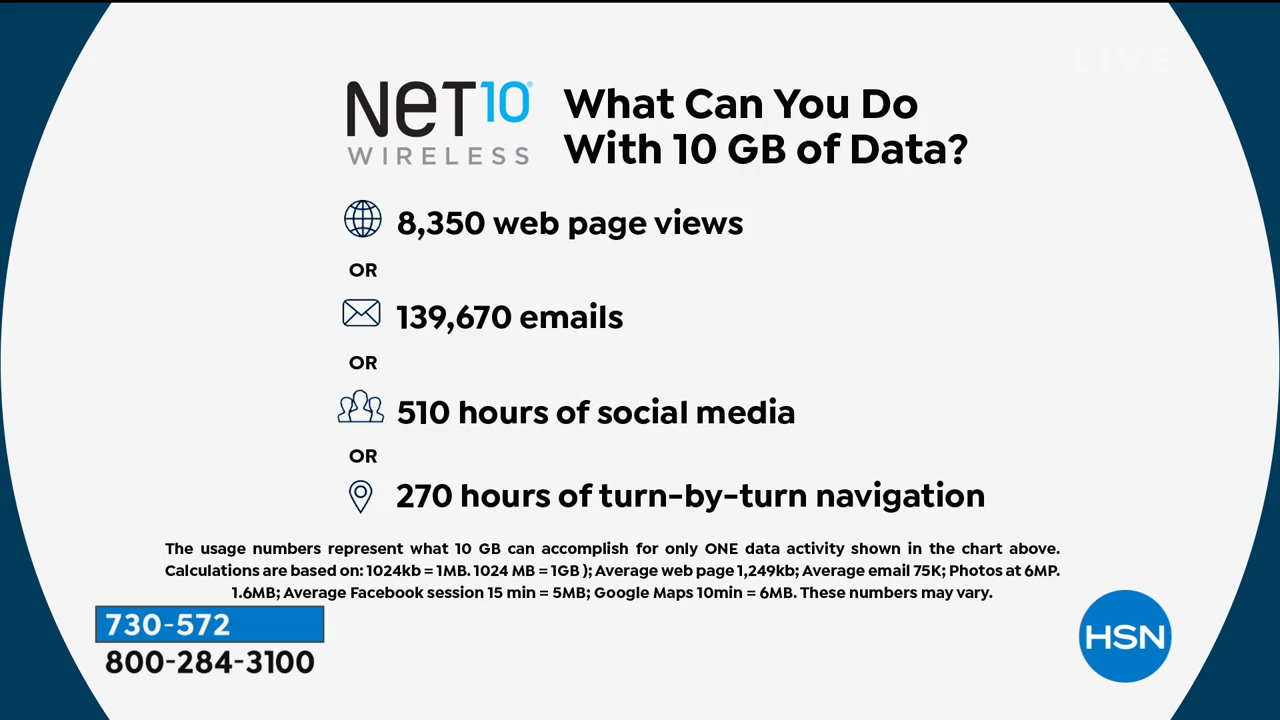 LIVE
NET10®
WIRELESS
What Can You Do
With 10 GB of Data?
8,350 web page views
OR
139,670 emails
OR
510 hours of social media
OR
270 hours of turn-by-turn navigation
The usage numbers represent what 10 GB can accomplish for only ONE data activity shown in the chart above.
Calculations are based on: 1024kb = 1MB. 1024 MB = 1GB ); Average web page 1,249kb; Average email 75K; Photos at 6MP.
1.6MB; Average Facebook session 15 min = 5MB; Google Maps 10min = 6MB. These numbers may vary.
730-572
800-284-3100
HSN